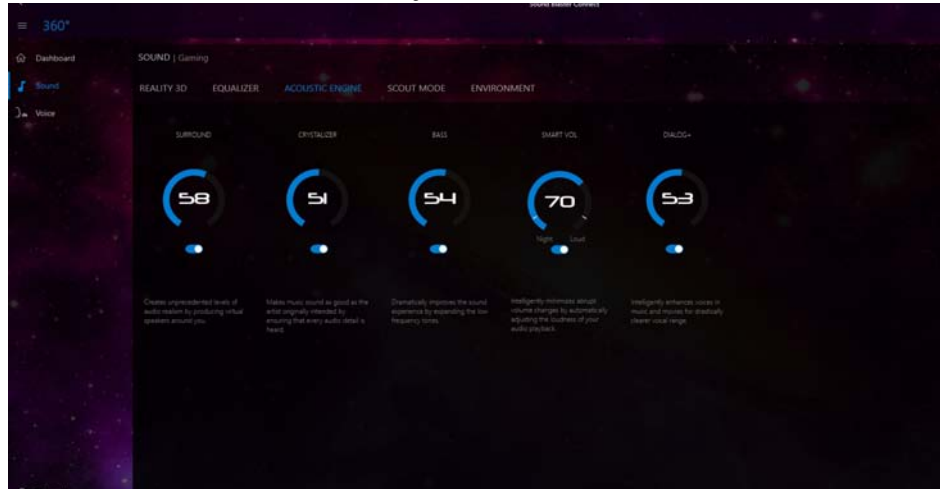 Sound Blaster Connect
360°
Dashboard
SOUND | Gaming
Sound
REALITY 3D EQUALIZER ACOUSTIC ENGINE SCOUT MODE ENVIRONMENT
Voice
SURROUND CRYSTALIZER BASS SMART VOL DIALOG+
58 51 54 70 53
Night Loud
Creates unprecedented levels of
audio realism by producing virtual
speakers around you.
Makes music sound as good as the
artist originally intended by
ensuring that every audio detail is
heard.
Dramatically improves the sound
experience by expanding the low
frequency tones.
Intelligently minimizes abrupt
volume changes by automatically
adjusting the loudness of your
audio playback.
Intelligently enhances voices in
music and movies for drastically
clearer vocal range.